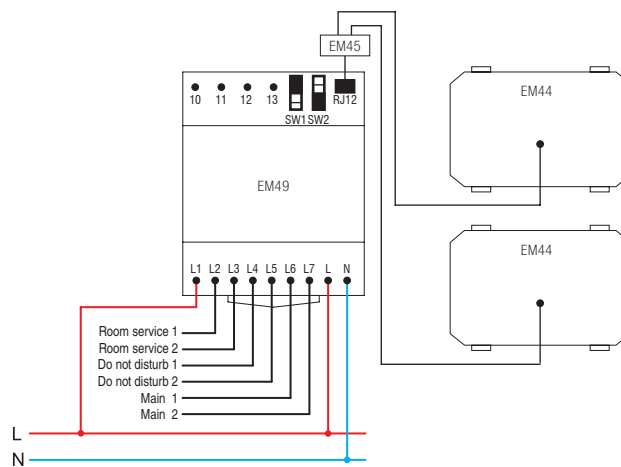 EM45
10 11 12 13 RJ12
SW1 SW2
EM44
EM49
EM44
L1 L2 L3 L4 L5 L6 L7 L N
Room service 1
Room service 2
Do not disturb 1
Do not disturb 2
Main 1
Main 2
L
N